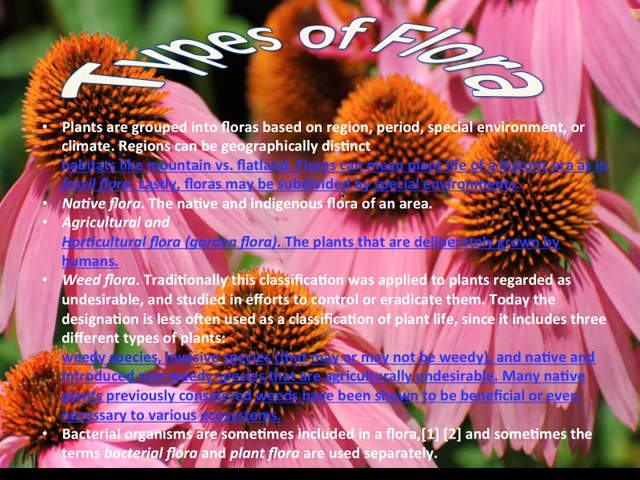 Types of Flora
• Plants are grouped into floras based on region, period, special environment, or
climate. Regions can be geographically distinct
habitats like mountain vs. flatland. Floras can mean plant life of a historic era as in
fossil flora. Lastly, floras may be subdivided by special environments:
• Native flora. The native and indigenous flora of an area.
• Agricultural and
Horticultural flora (garden flora). The plants that are deliberately grown by
humans.
• Weed flora. Traditionally this classification was applied to plants regarded as
undesirable, and studied in efforts to control or eradicate them. Today the
designation is less often used as a classification of plant life, since it includes three
different types of plants:
weedy species, invasive species (that may or may not be weedy), and native and
introduced non-weedy species that are agriculturally undesirable. Many native
plants previously considered weeds have been shown to be beneficial or even
necessary to various ecosystems.
• Bacterial organisms are sometimes included in a flora,[1] [2] and sometimes the
terms bacterial flora and plant flora are used separately.